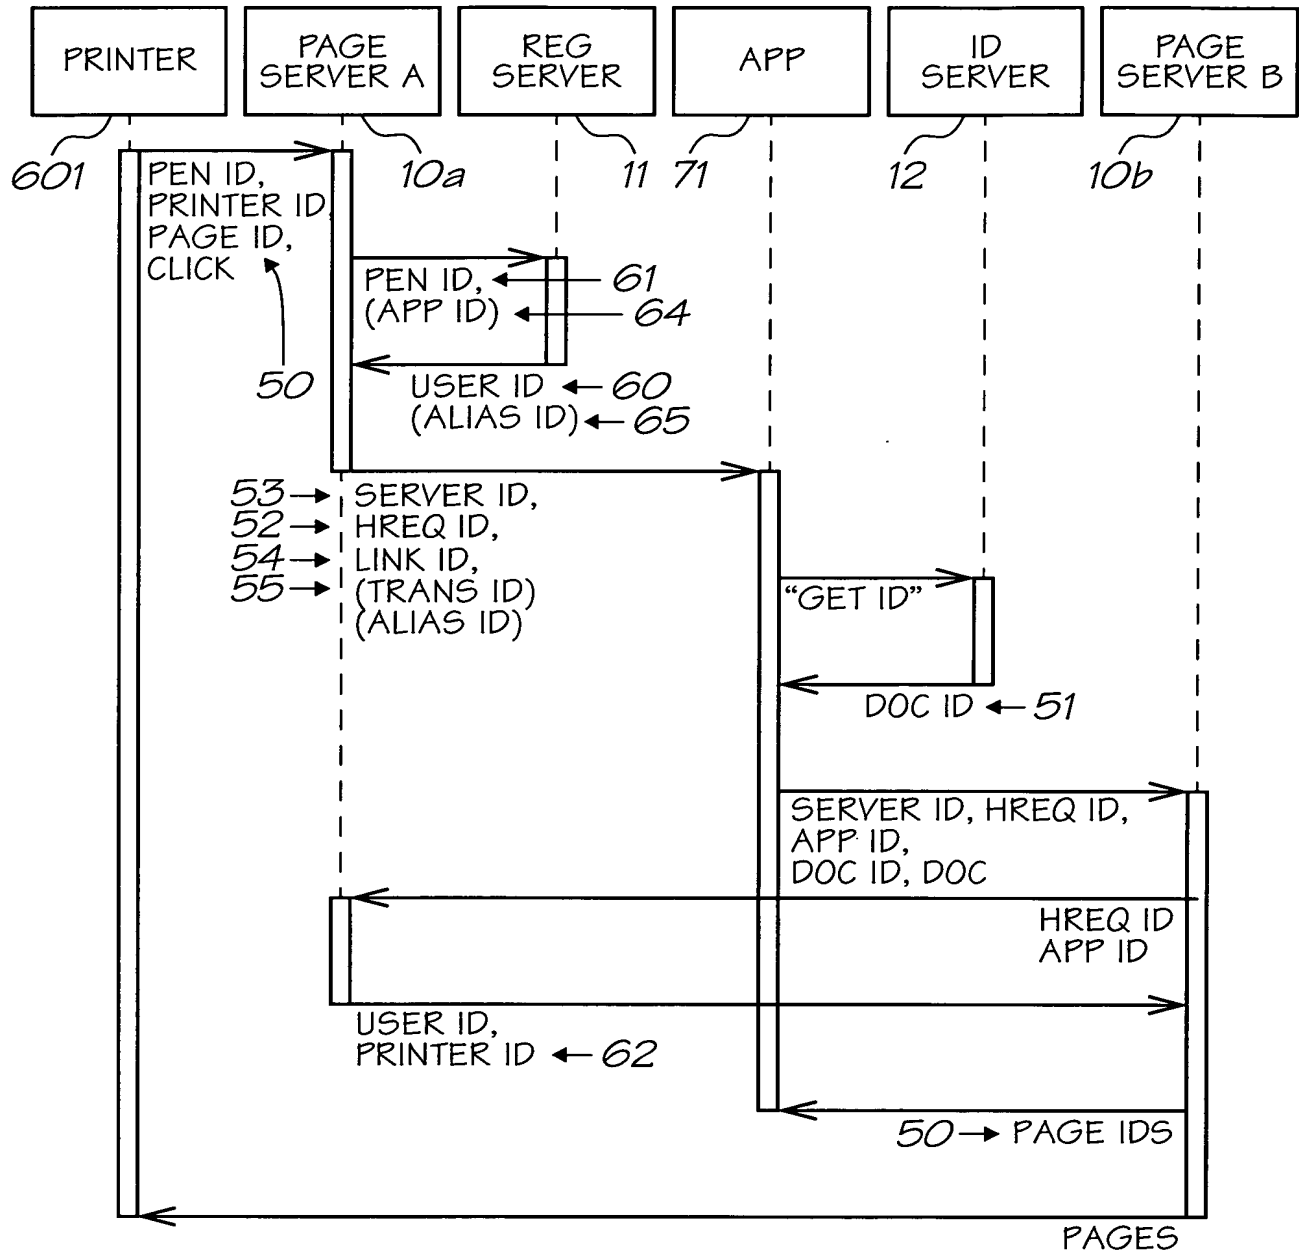 PRINTER
PAGE
SERVER A
REG
SERVER
APP
ID
SERVER
PAGE
SERVER B
601
10a
11
71
12
10b
PEN ID,
PRINTER ID
PAGE ID,
CLICK
50
PEN ID,
61
(APP ID)
64
USER ID
60
(ALIAS ID)
65
53
SERVER ID,
52
HREQ ID,
54
LINK ID,
55
(TRANS ID)
(ALIAS ID)
"GET ID"
DOC ID
51
SERVER ID, HREQ ID,
APP ID,
DOC ID, DOC
HREQ ID
APP ID
USER ID,
PRINTER ID
62
50
PAGE IDS
PAGES